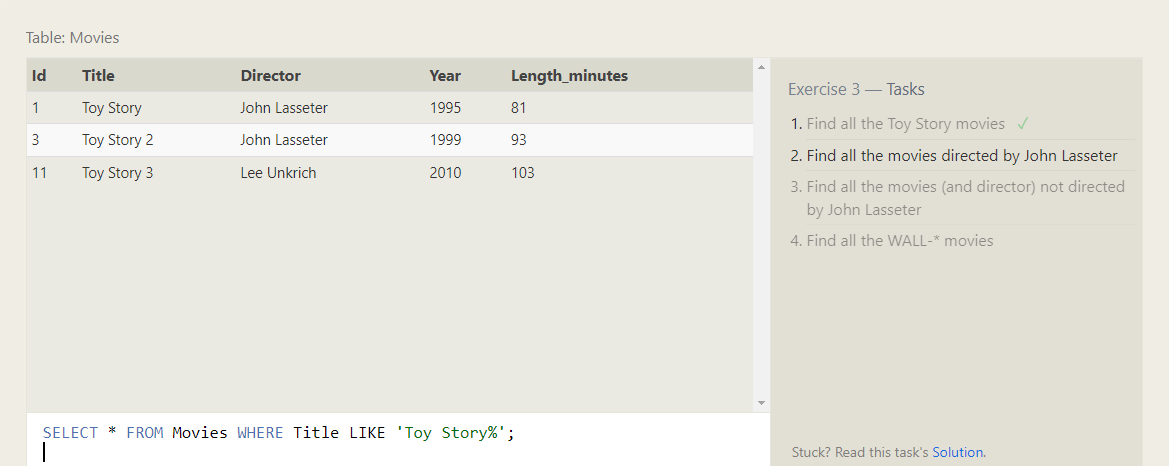 Table: Movies
Id Title Director Year Length_minutes
1 Toy Story John Lasseter 1995 81
3 Toy Story 2 John Lasseter 1999 93
11 Toy Story 3 Lee Unkrich 2010 103
SELECT * FROM Movies WHERE Title LIKE 'Toy Story%';
Exercise 3 — Tasks
1. Find all the Toy Story movies ✓
2. Find all the movies directed by John Lasseter
3. Find all the movies (and director) not directed
by John Lasseter
4. Find all the WALL-* movies
Stuck? Read this task's Solution.